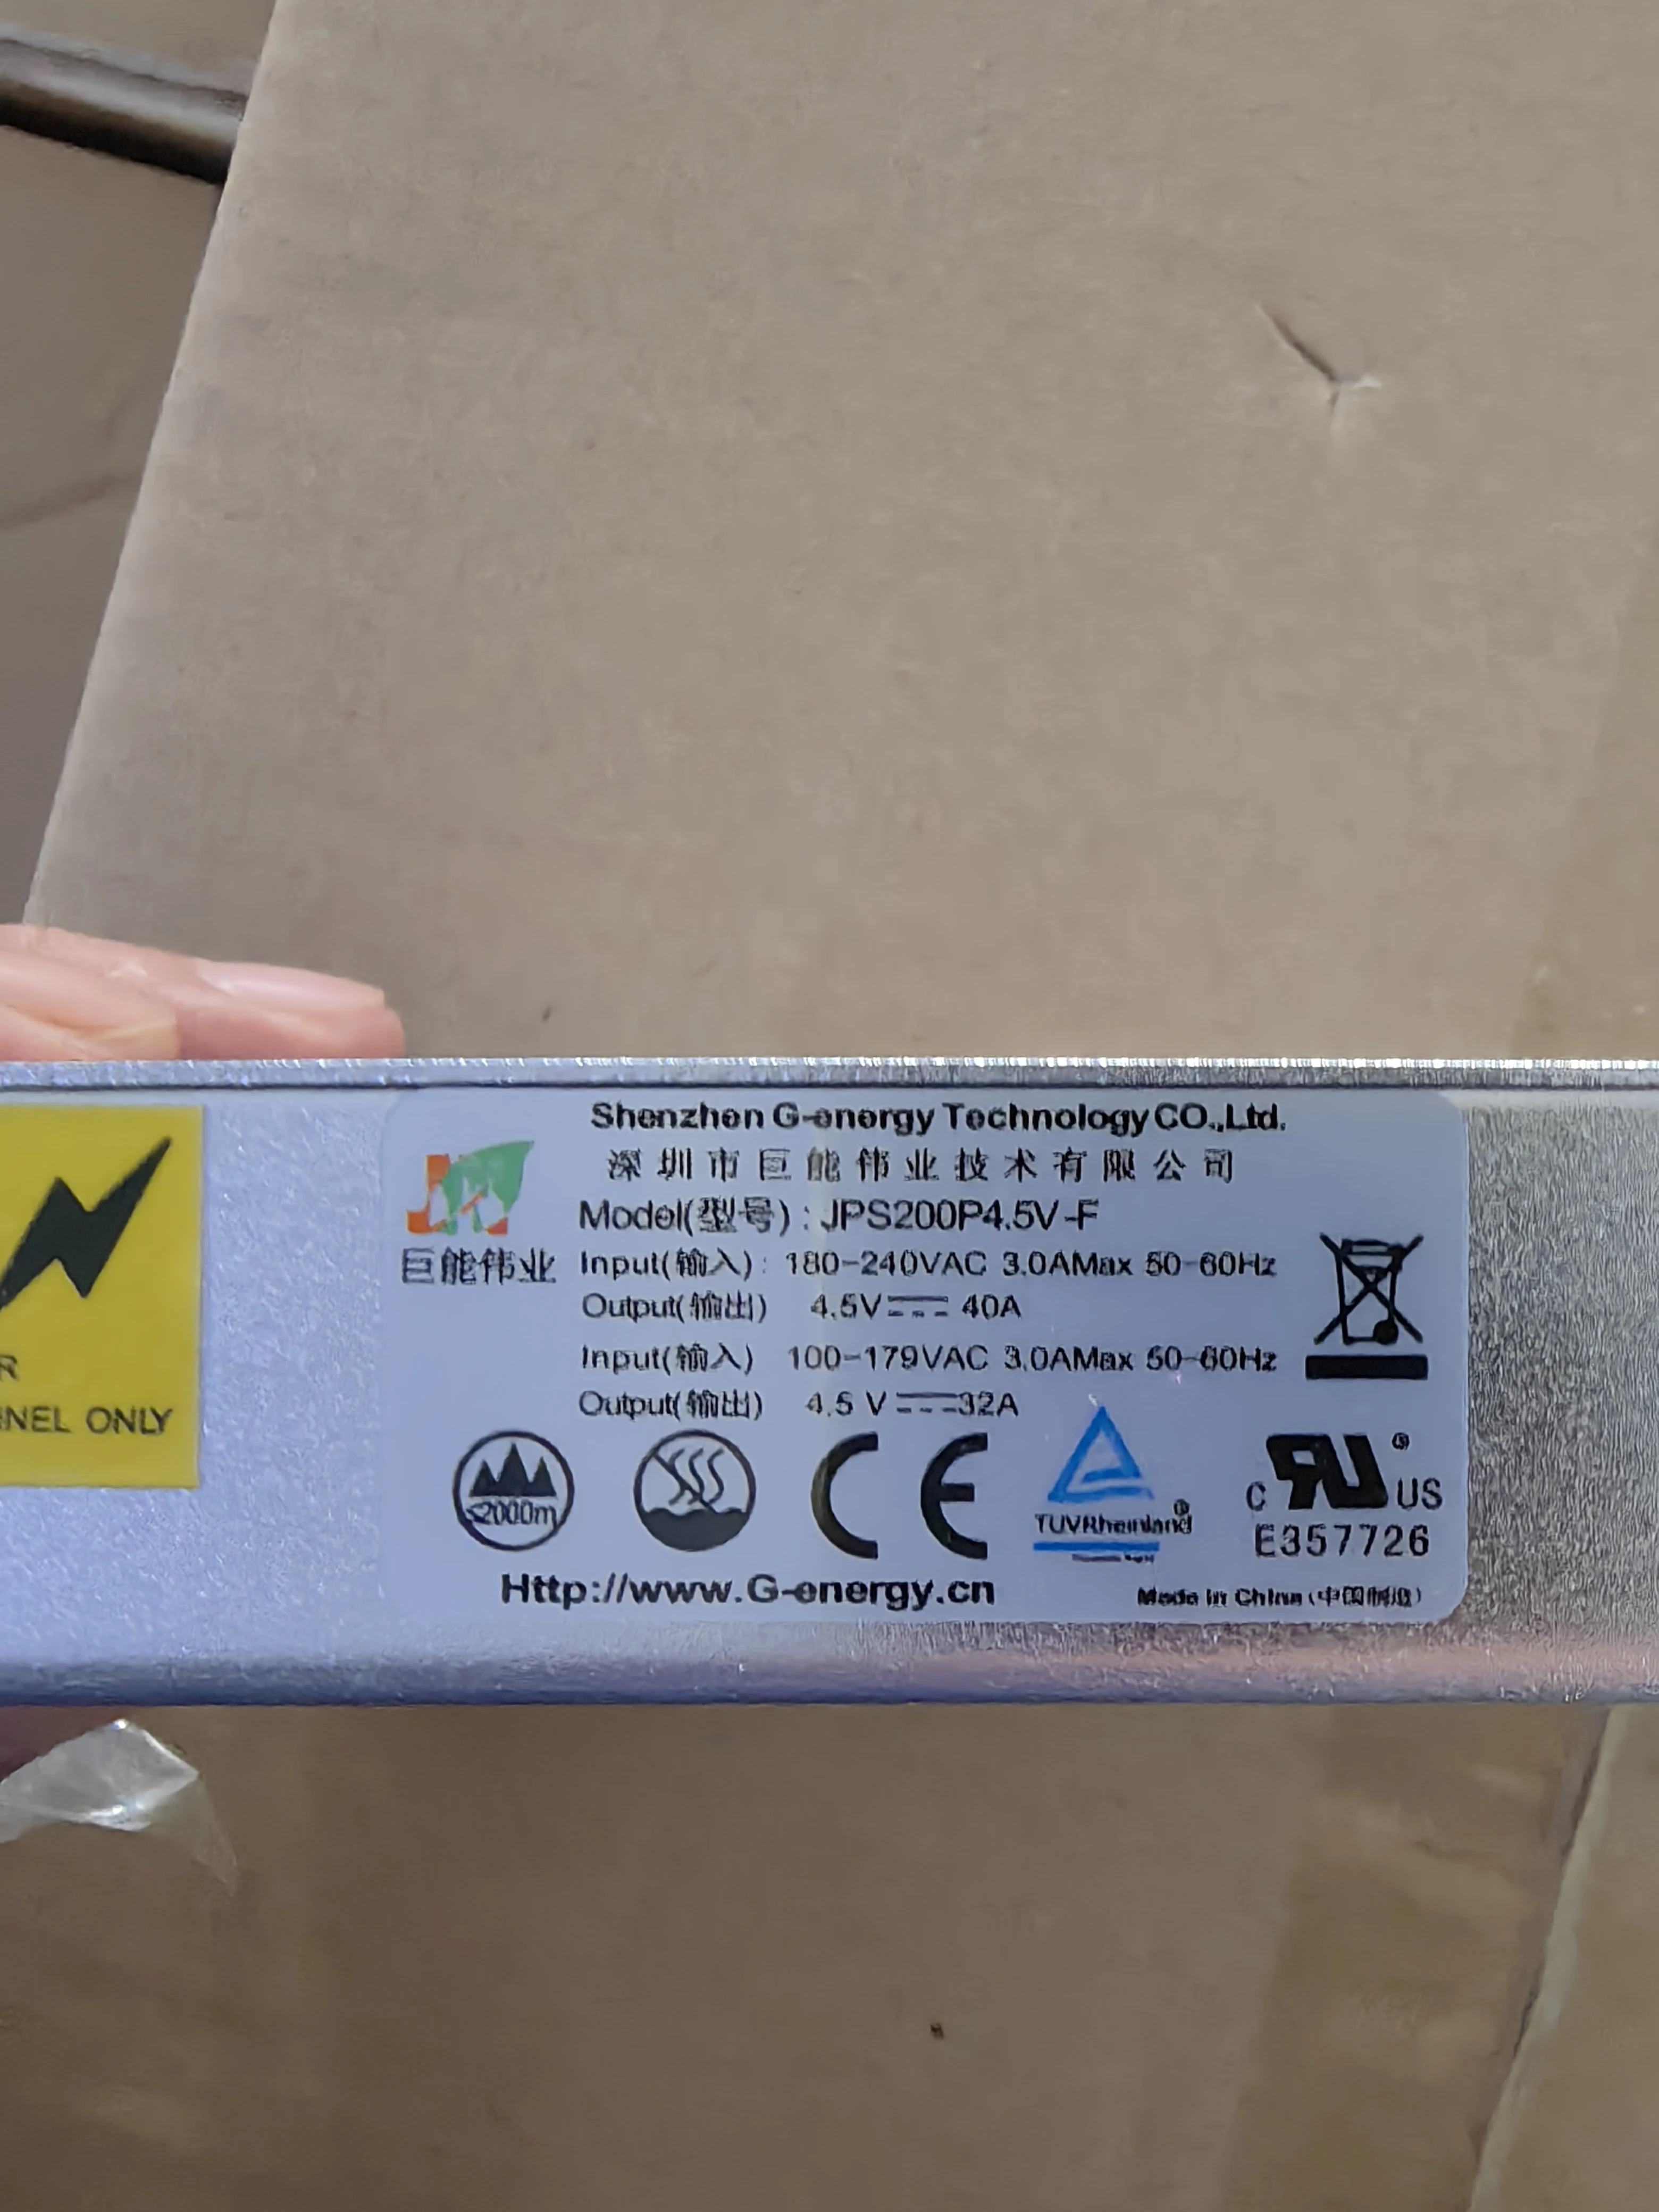 Shenzhen G-energy Technology CO.,Ltd.
深圳市巨能伟业技术有限公司
巨能伟业
Model(型号) : JPS200P4.5V-F
Input(输入) : 180-240VAC 3.0AMax 50-60Hz
Output(输出) 4.5V 40A
Input(输入) 100-179VAC 3.0AMax 50-60Hz
Output(输出) 4.5 V 32A
R
NNEL ONLY
≤2000m
CE
TUVRheinland®
C RU® US
E357726
Http://www.G-energy.cn
Made in China (中国制造)